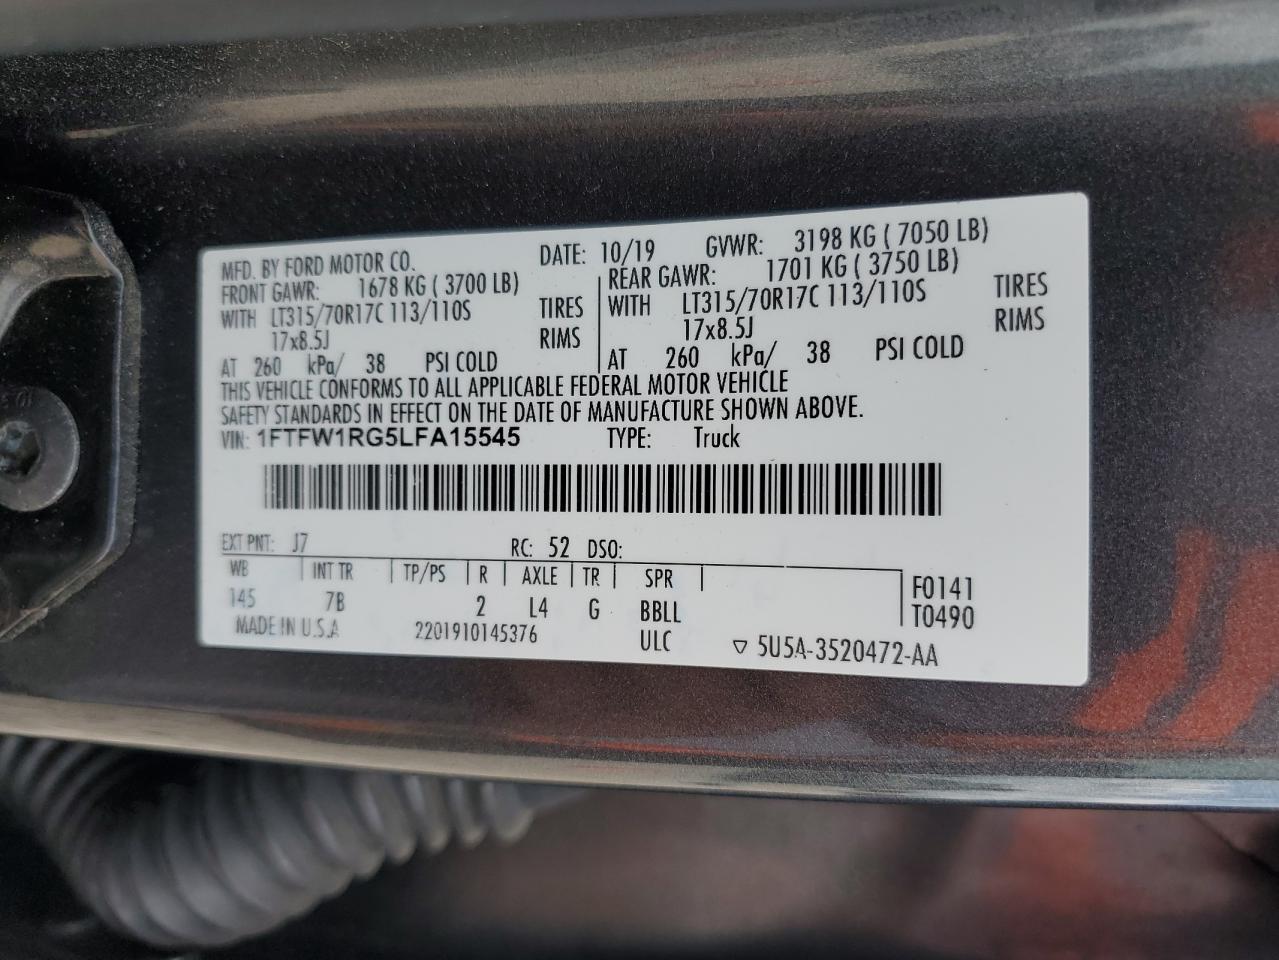 MFD. BY FORD MOTOR CO. DATE: 10/19 GVWR: 3198 KG ( 7050 LB)
FRONT GAWR: 1678 KG ( 3700 LB) REAR GAWR: 1701 KG ( 3750 LB)
WITH LT315/70R17C 113/110S TIRES WITH LT315/70R17C 113/110S TIRES
17x8.5J RIMS 17x8.5J RIMS
AT 260 kPa/ 38 PSI COLD AT 260 kPa/ 38 PSI COLD
THIS VEHICLE CONFORMS TO ALL APPLICABLE FEDERAL MOTOR VEHICLE
SAFETY STANDARDS IN EFFECT ON THE DATE OF MANUFACTURE SHOWN ABOVE.
VIN: 1FTFW1RG5LFA15545 TYPE: Truck
EXT PNT: J7 RC: 52 DSO:
WB INT TR TP/PS R AXLE TR SPR F0141
145 7B 2 L4 G BBLL T0490
MADE IN U.S.A 2201910145376 ULC ▽ 5U5A-3520472-AA